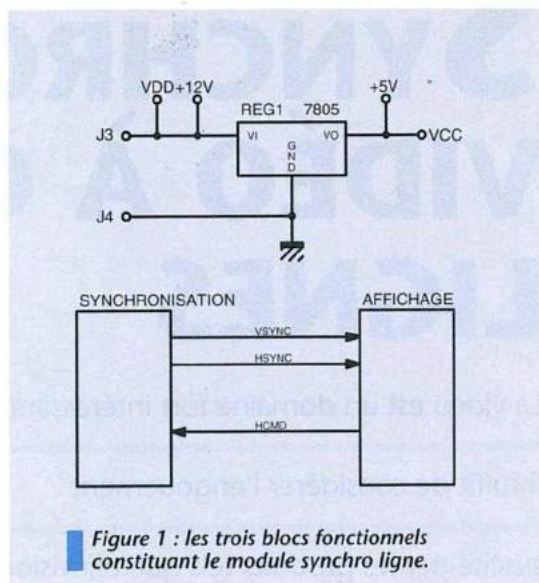 VDD +12V
+5V
REG1 7805
J3
VI
GND
VO
VCC
J4
SYNCHRONISATION
AFFICHAGE
VSYNC
HSYNC
HCMD
Figure 1 : les trois blocs fonctionnels
constituant le module synchro ligne.